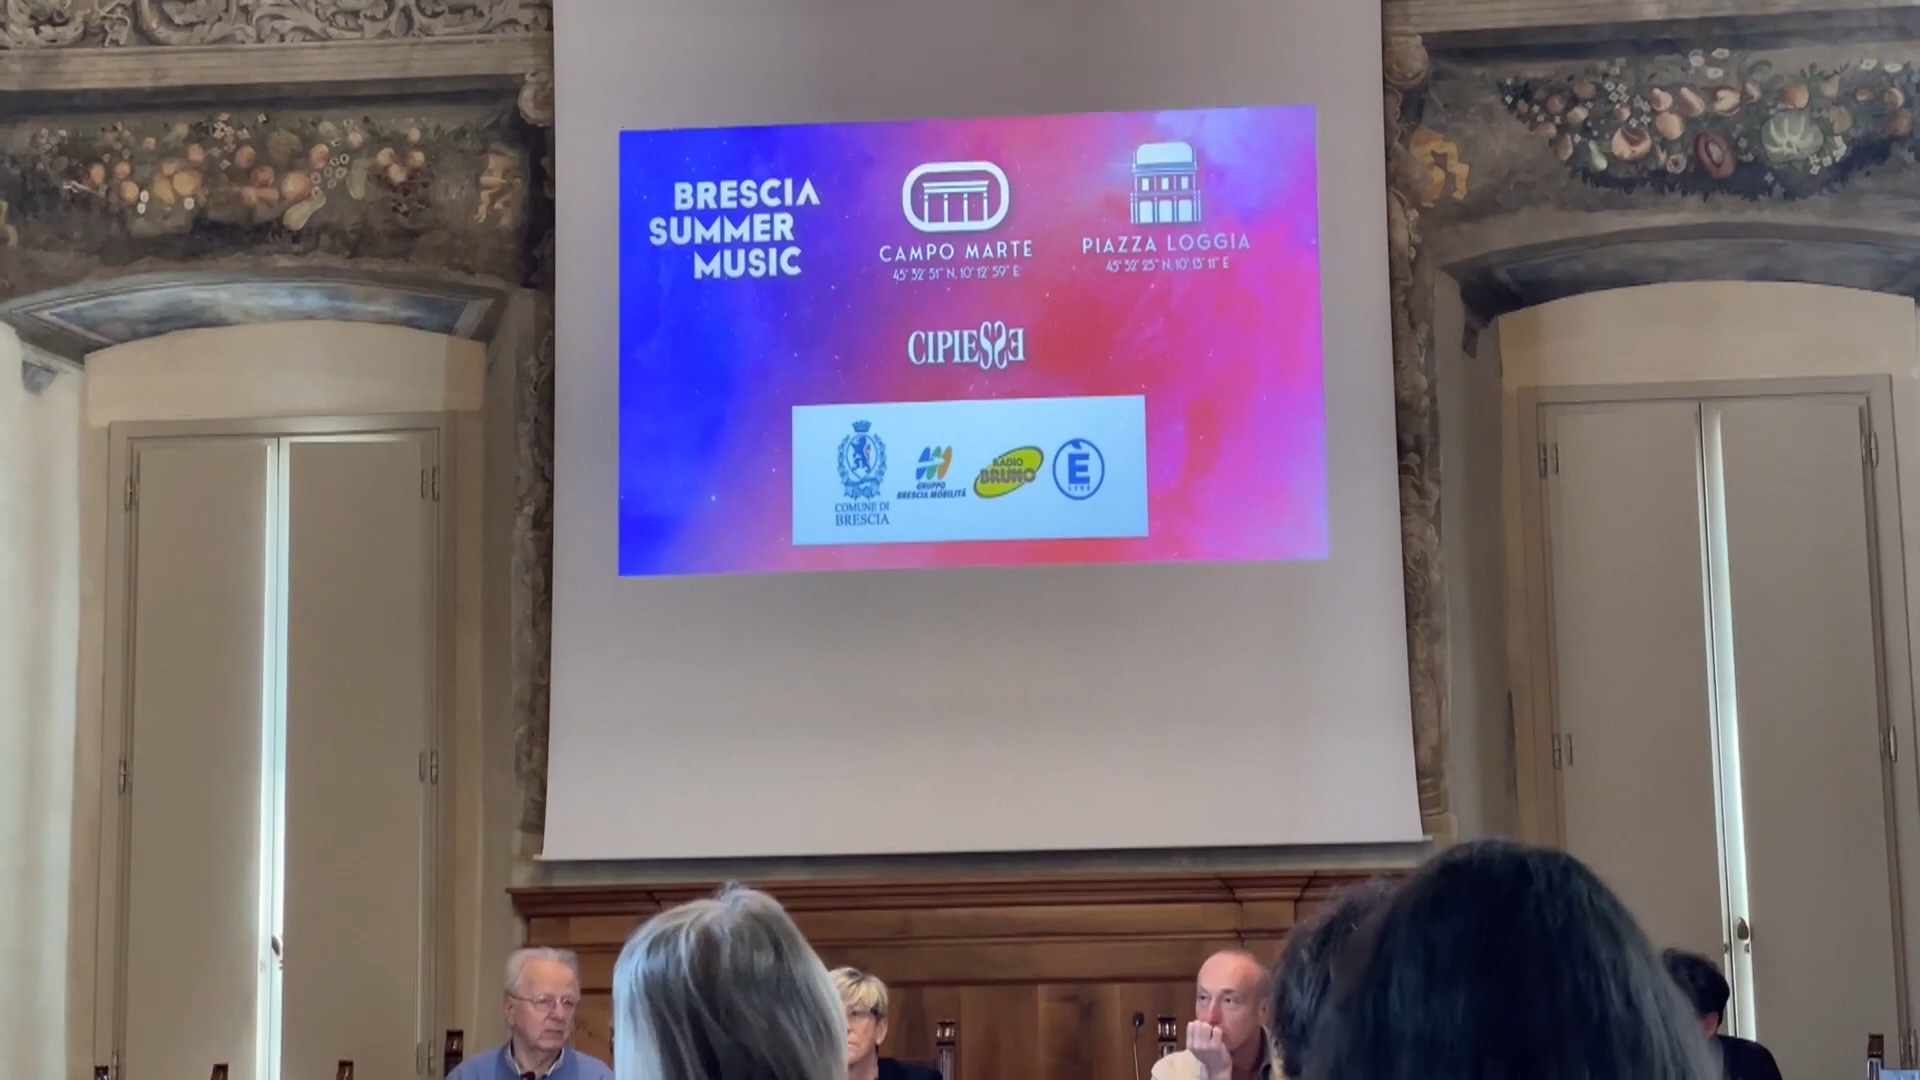 BRESCIA
SUMMER
MUSIC
CAMPO MARTE
45° 32' 51" N, 10° 12' 59" E
PIAZZA LOGGIA
45° 32' 23" N, 10° 13' 11" E
CIPIESSE
COMUNE DI
BRESCIA
GRUPPO
BRESCIA MOBILITÀ
RADIO
BRUNO
È
LIVE